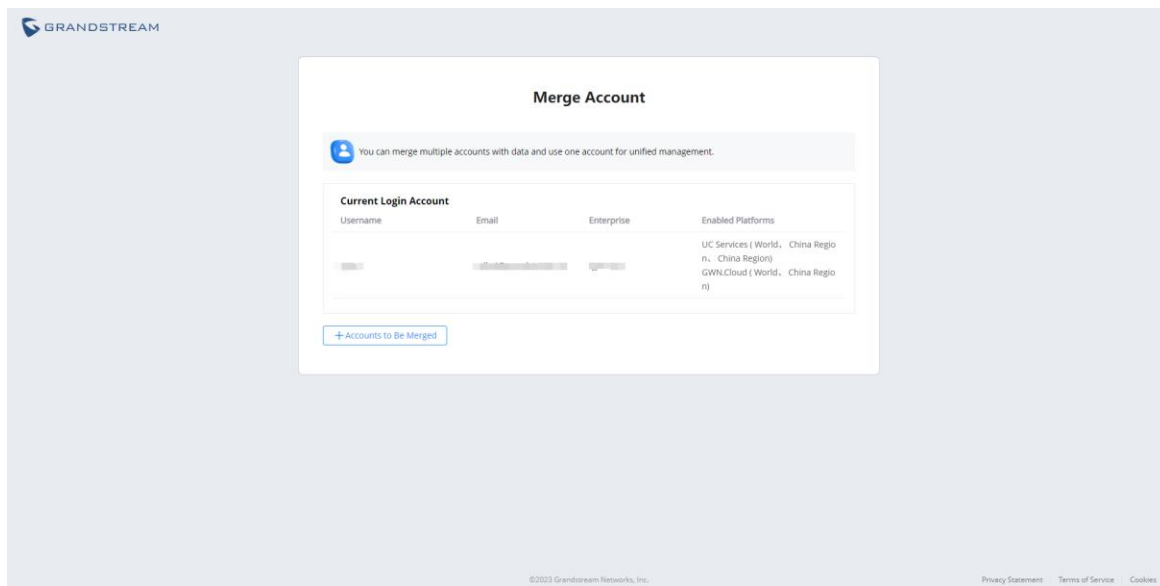 GRANDSTREAM
Merge Account
You can merge multiple accounts with data and use one account for unified management.
Current Login Account
Username Email Enterprise Enabled Platforms
UC Services ( World、 China Regio
n、 China Region)
GWN.Cloud ( World、 China Regio
n)
+ Accounts to Be Merged
©2023 Grandstream Networks, Inc.
Privacy Statement Terms of Service Cookies